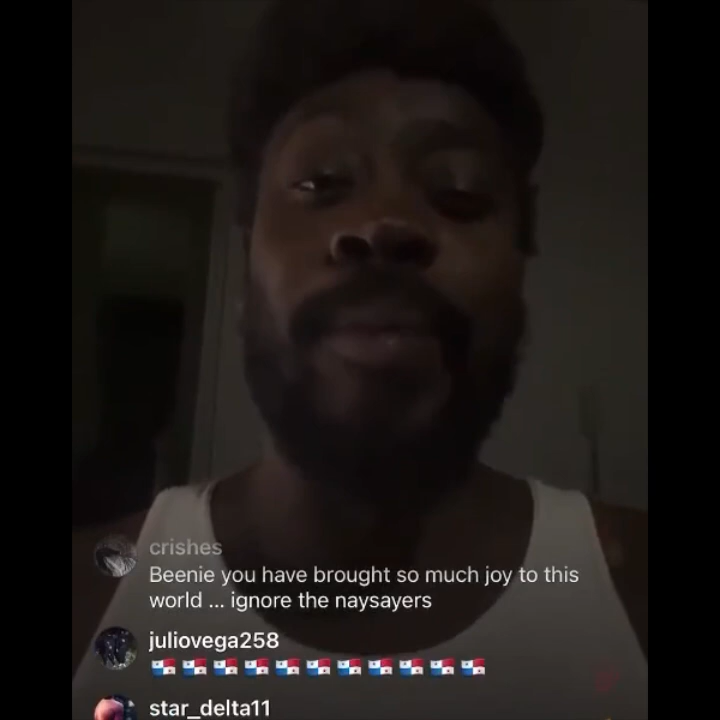 crishes
Beenie you have brought so much joy to this
world ... ignore the naysayers
juliovega258
🇵🇦🇵🇦🇵🇦🇵🇦🇵🇦🇵🇦🇵🇦🇵🇦🇵🇦🇵🇦🇵🇦
star_delta11